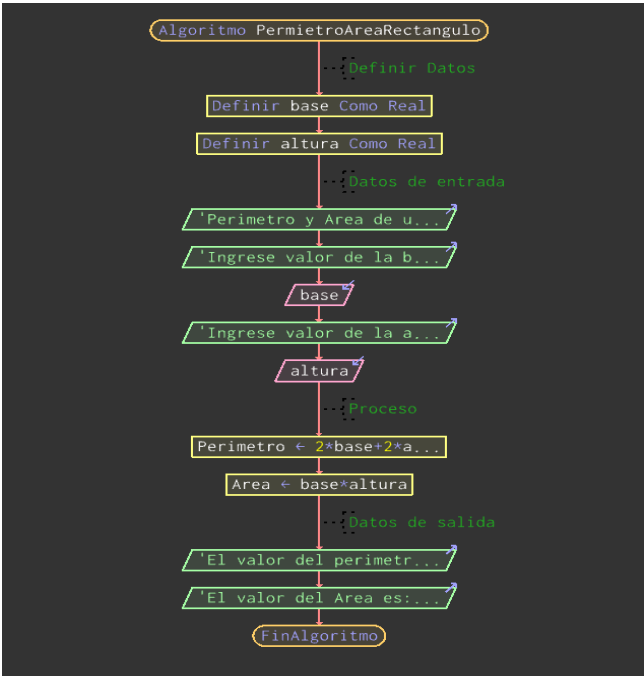 Algoritmo PermietroAreaRectangulo
Definir Datos
Definir base Como Real
Definir altura Como Real
Datos de entrada
'Perimetro y Area de u...
'Ingrese valor de la b...
base
'Ingrese valor de la a...
altura
Proceso
Perimetro ← 2*base+2*a...
Area ← base*altura
Datos de salida
'El valor del perimetr...
'El valor del Area es:...
FinAlgoritmo